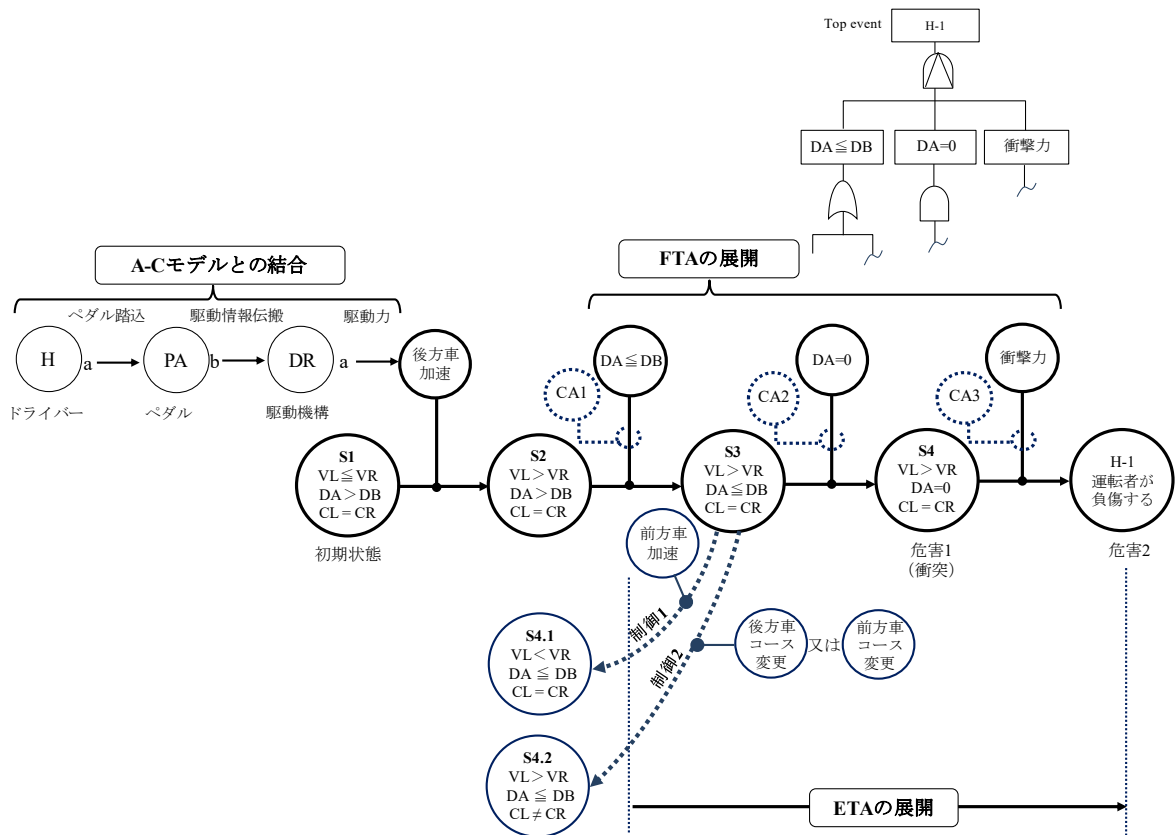 Top event
H-1
DA≦DB
DA=0
衝撃力
A-Cモデルとの結合
FTAの展開
ペダル踏込
駆動情報伝搬
駆動力
H
a
PA
b
DR
a
後方車
加速
DA≦DB
DA=0
衝撃力
CA1
CA2
CA3
ドライバー
ペダル
駆動機構
S1
VL≦VR
DA＞DB
CL = CR
初期状態
S2
VL＞VR
DA＞DB
CL = CR
S3
VL＞VR
DA≦DB
CL = CR
S4
VL＞VR
DA=0
CL = CR
危害1
（衝突）
H-1
運転者が
負傷する
危害2
前方車
加速
制御1
制御2
後方車
コース
変更
又は
前方車
コース
変更
S4.1
VL＜VR
DA ≦ DB
CL = CR
S4.2
VL＞VR
DA ≦ DB
CL ≠ CR
ETAの展開